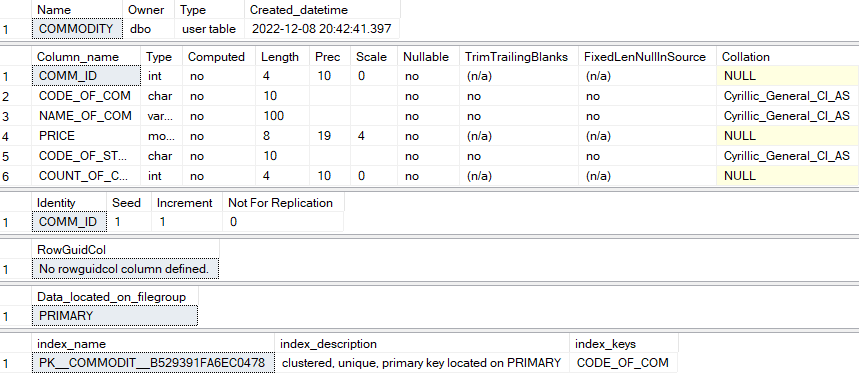 Name Owner Type Created_datetime
1 COMMODITY dbo user table 2022-12-08 20:42:41.397
Column_name Type Computed Length Prec Scale Nullable TrimTrailingBlanks FixedLenNullInSource Collation
1 COMM_ID int no 4 10 0 no (n/a) (n/a) NULL
2 CODE_OF_COM char no 10 no no no Cyrillic_General_CI_AS
3 NAME_OF_COM var... no 100 no no no Cyrillic_General_CI_AS
4 PRICE mo... no 8 19 4 no (n/a) (n/a) NULL
5 CODE_OF_ST... char no 10 no no no Cyrillic_General_CI_AS
6 COUNT_OF_C... int no 4 10 0 no (n/a) (n/a) NULL
Identity Seed Increment Not For Replication
1 COMM_ID 1 1 0
RowGuidCol
1 No rowguidcol column defined.
Data_located_on_filegroup
1 PRIMARY
index_name index_description index_keys
1 PK__COMMODIT__B529391FA6EC0478 clustered, unique, primary key located on PRIMARY CODE_OF_COM